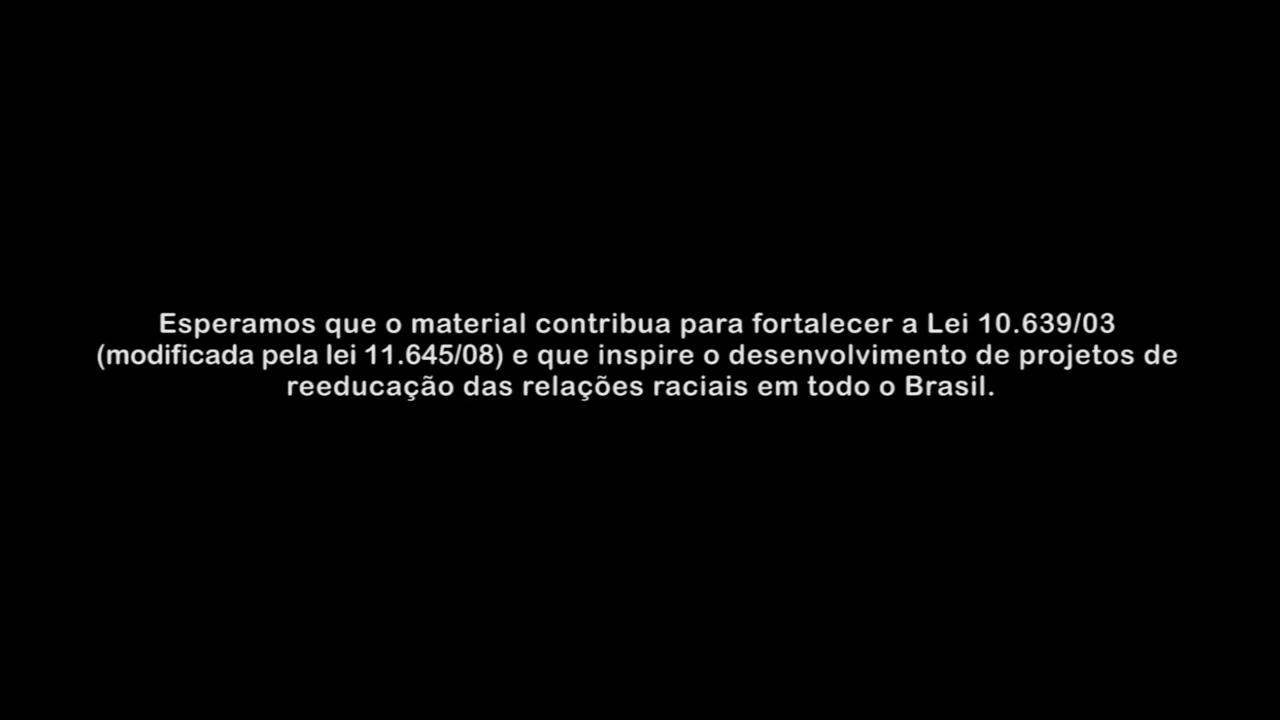 Esperamos que o material contribua para fortalecer a Lei 10.639/03
(modificada pela lei 11.645/08) e que inspire o desenvolvimento de projetos de
reeducação das relações raciais em todo o Brasil.